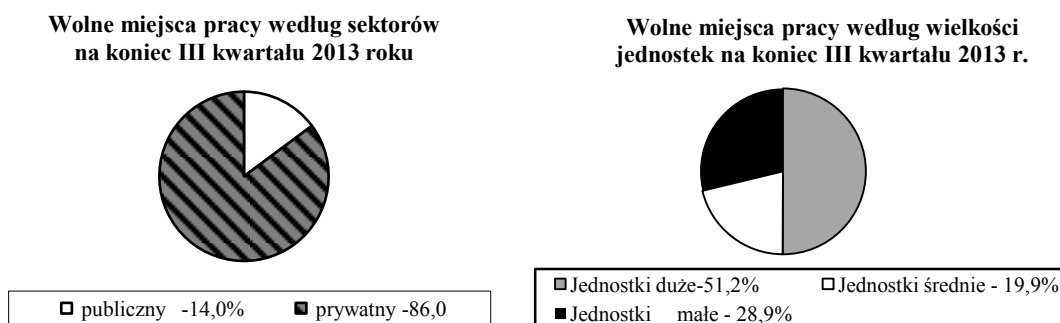 Wolne miejsca pracy według sektorów
na koniec III kwartału 2013 roku
publiczny -14,0%
prywatny -86,0
Wolne miejsca pracy według wielkości
jednostek na koniec III kwartału 2013 r.
Jednostki duże-51,2%
Jednostki średnie - 19,9%
Jednostki małe - 28,9%